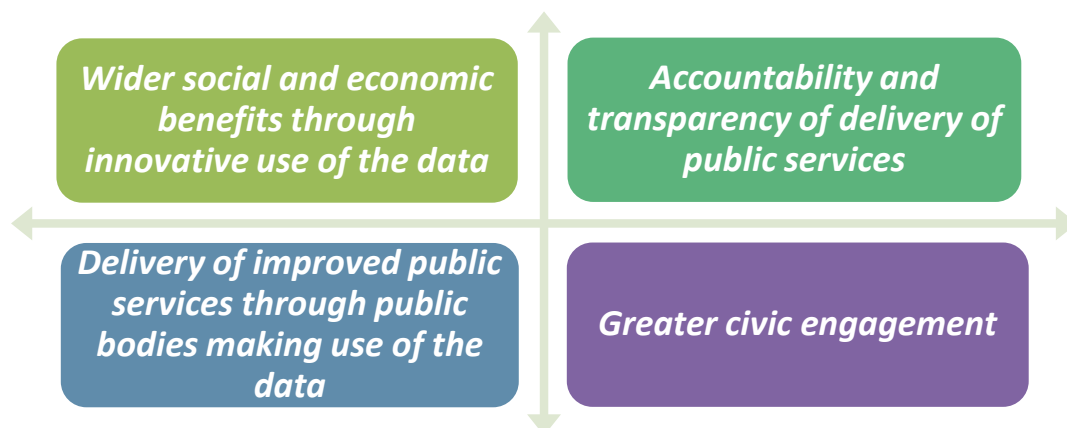 Wider social and economic
benefits through
innovative use of the data
Accountability and
transparency of delivery of
public services
Delivery of improved public
services through public
bodies making use of the
data
Greater civic engagement